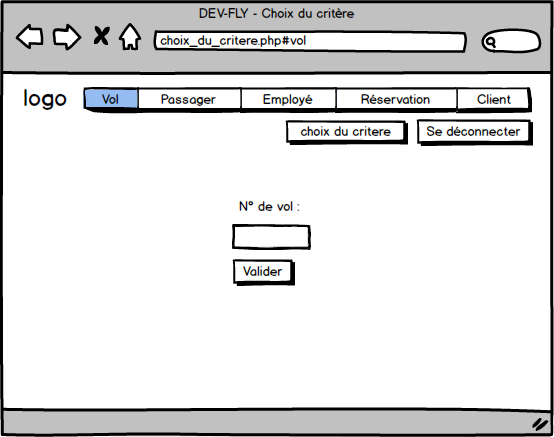 DEV-FLY - Choix du critère
choix_du_critere.php#vol
logo
Vol Passager Employé Réservation Client
choix du critere Se déconnecter
N° de vol :
Valider